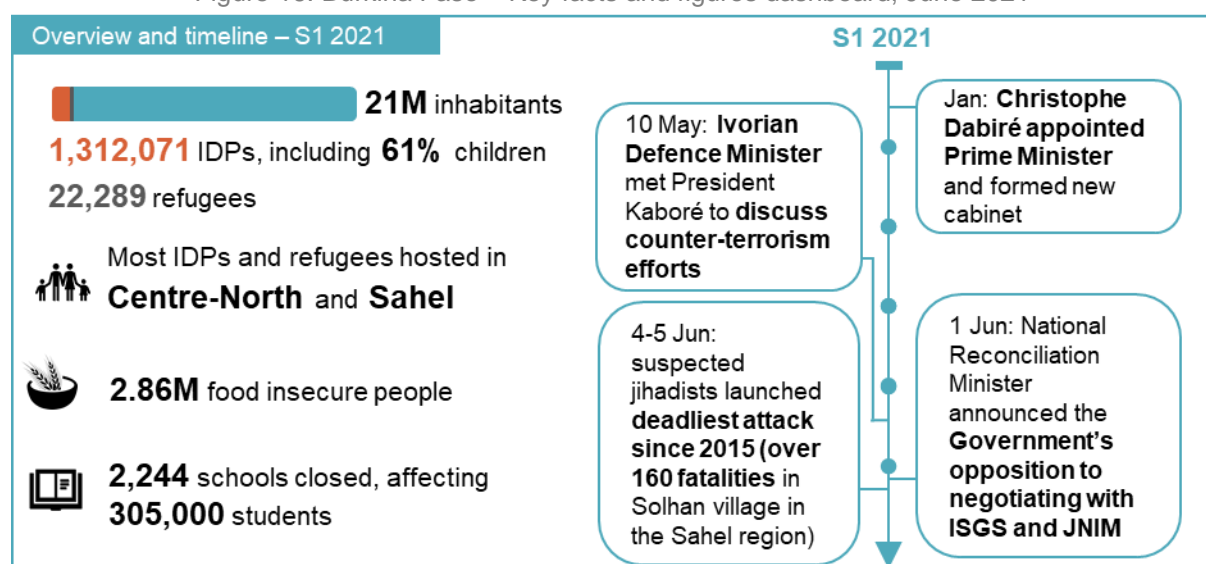 Overview and timeline – S1 2021
21M inhabitants
1,312,071 IDPs, including 61% children
22,289 refugees
Most IDPs and refugees hosted in
Centre-North and Sahel
2.86M food insecure people
2,244 schools closed, affecting
305,000 students
S1 2021
Jan: Christophe
Dabiré appointed
Prime Minister
and formed new
cabinet
10 May: Ivorian
Defence Minister
met President
Kaboré to discuss
counter-terrorism
efforts
1 Jun: National
Reconciliation
Minister
announced the
Government’s
opposition to
negotiating with
ISGS and JNIM
4-5 Jun:
suspected
jihadists launched
deadliest attack
since 2015 (over
160 fatalities in
Solhan village in
the Sahel region)